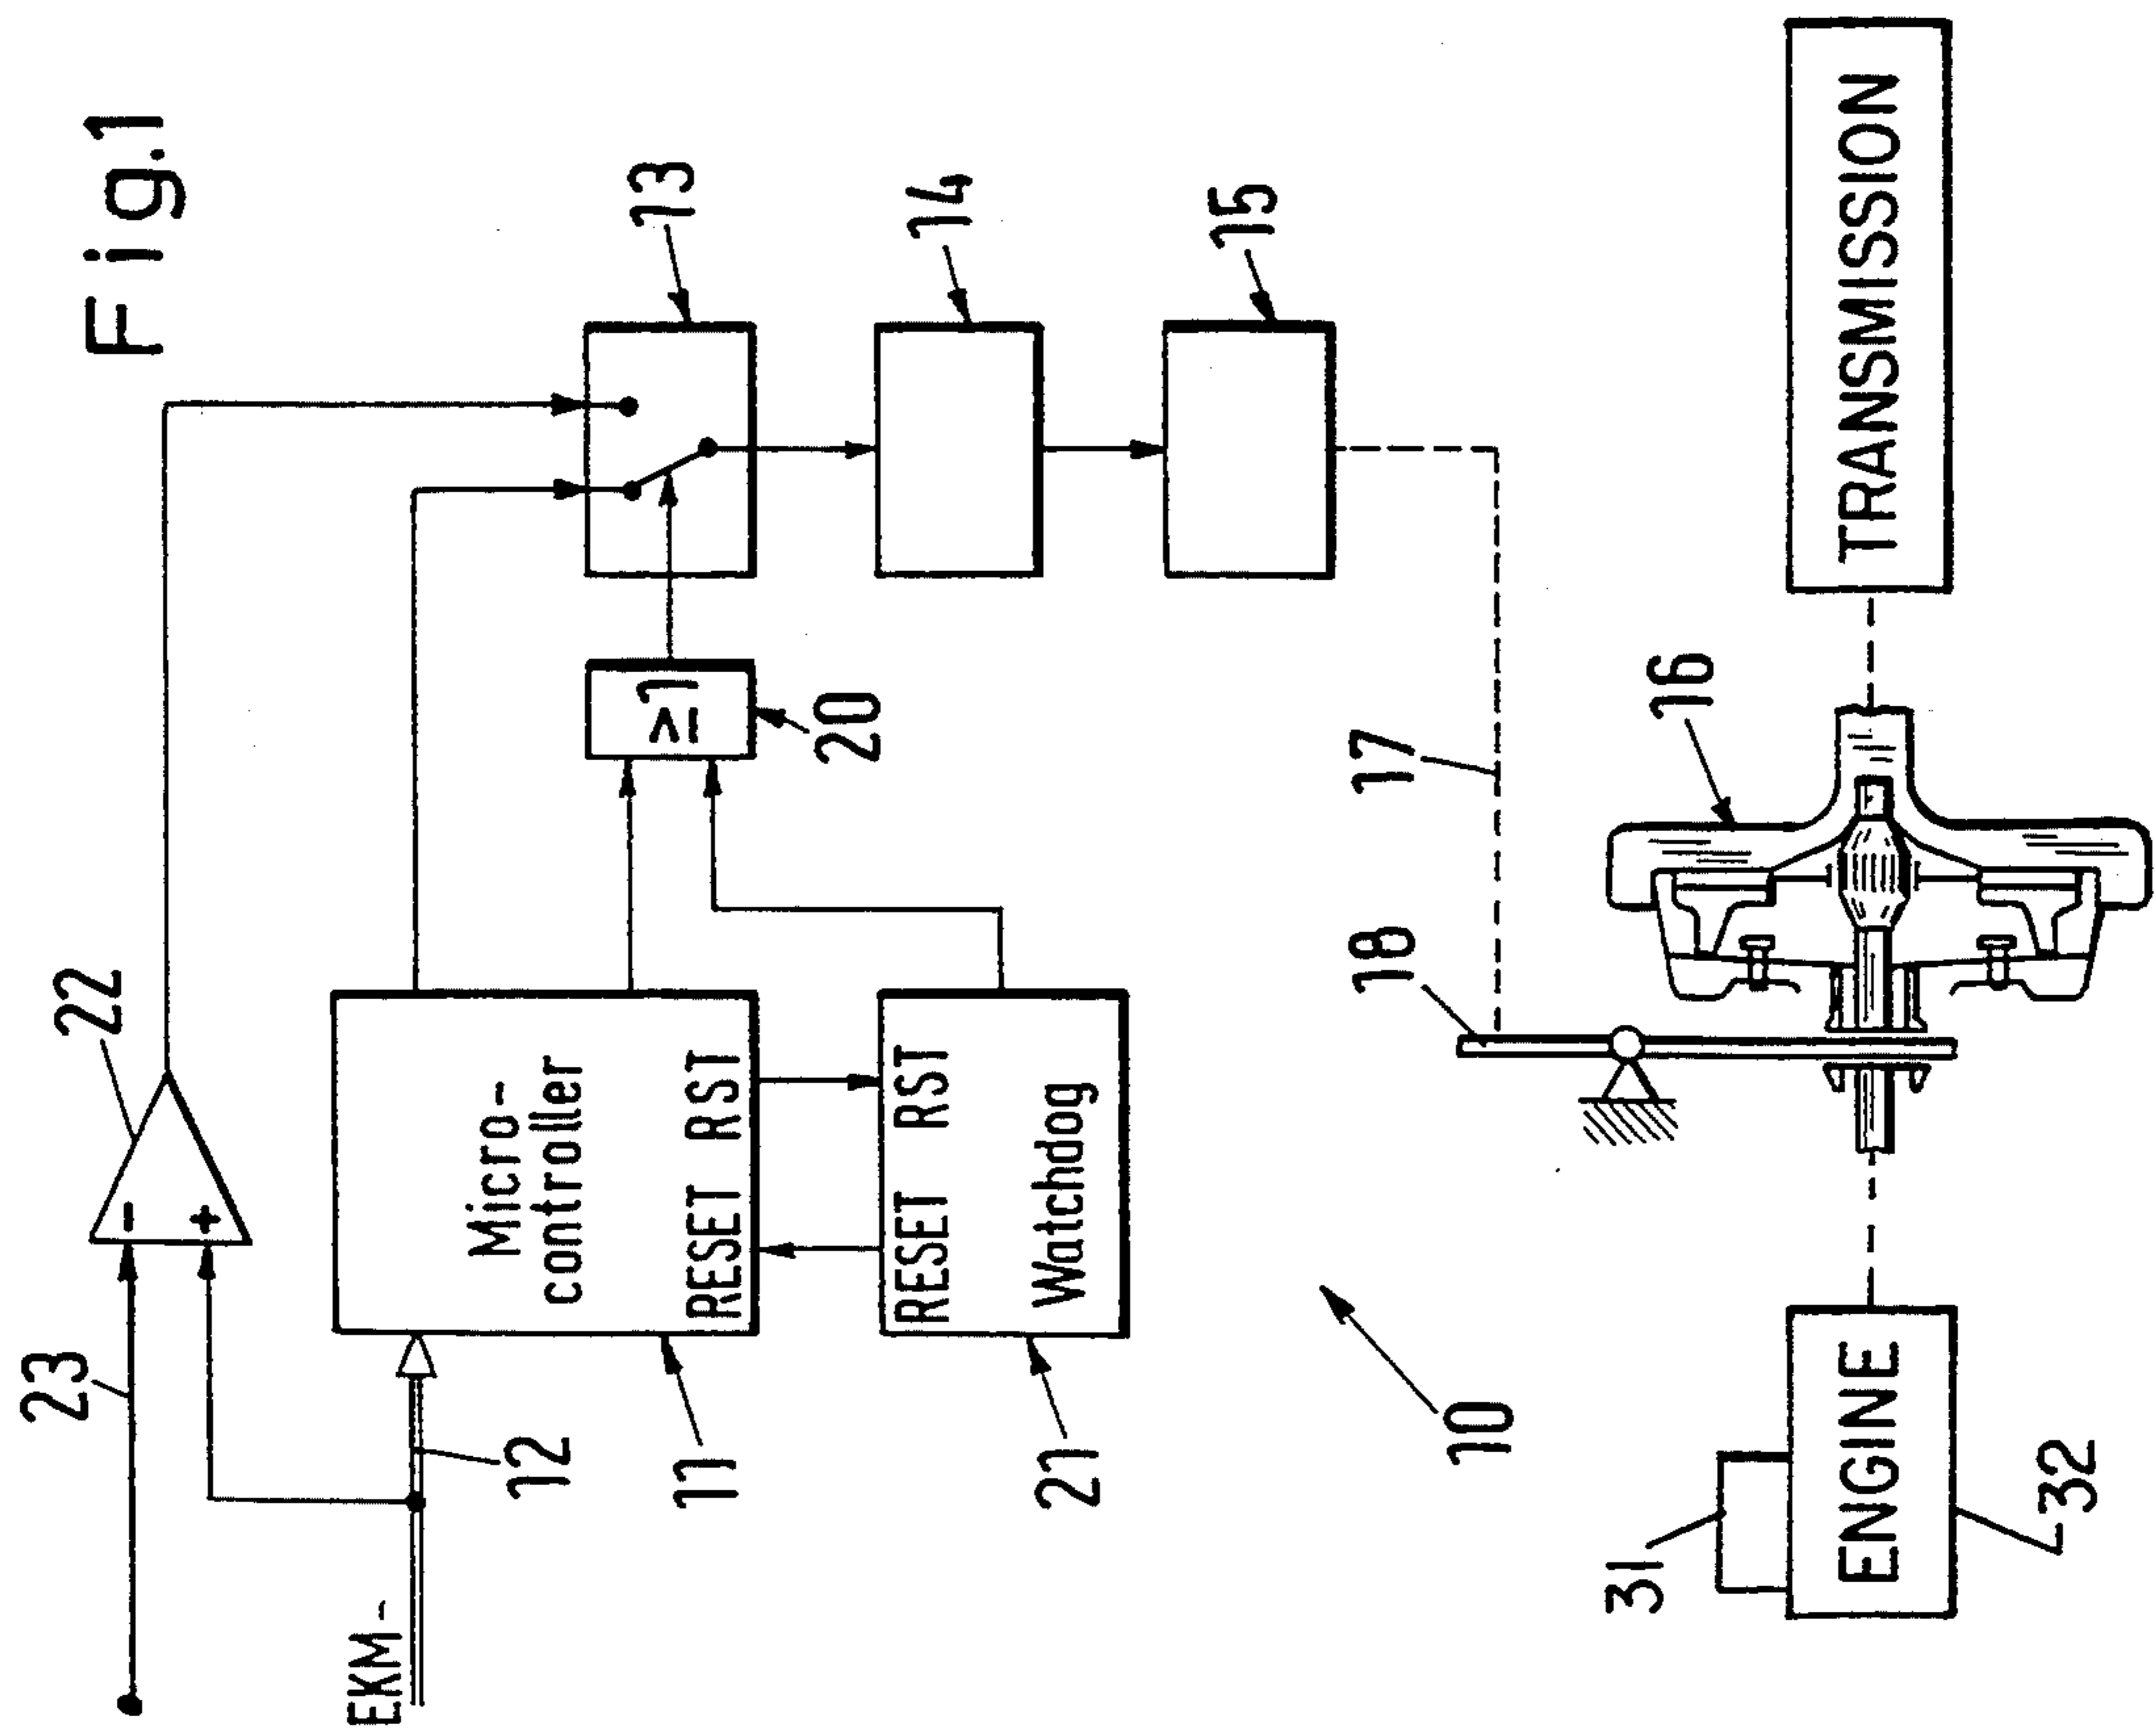 Fig.1
22
23
EKM-
12
Micro-
controller
RESET RST
11
RESET RST
Watchdog
21
10
≥1
20
13
14
15
17
18
16
31
ENGINE
32
TRANSMISSION